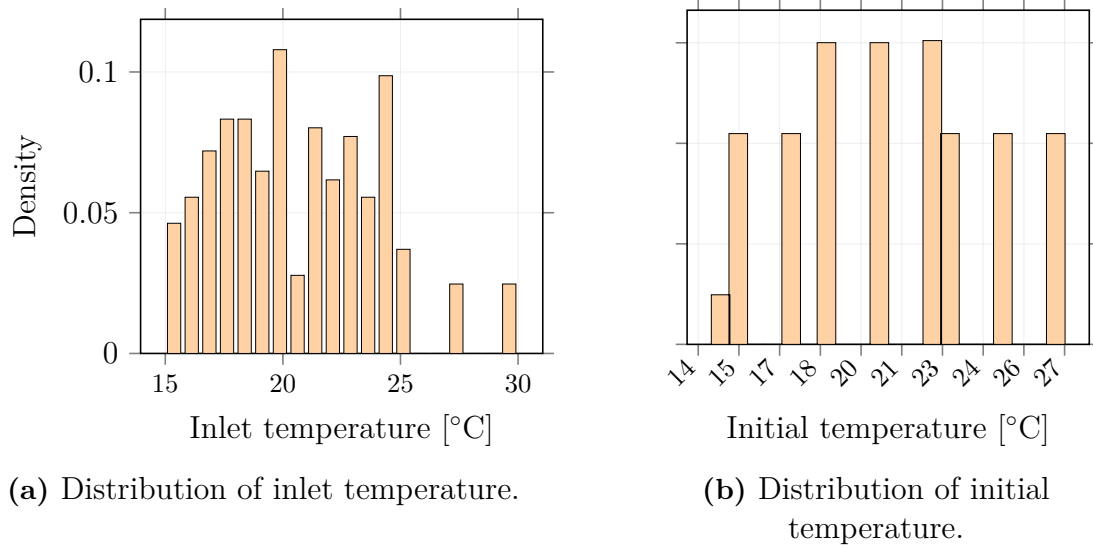 Density
0.1
0.05
0
15 20 25 30
Inlet temperature [°C]
(a) Distribution of inlet temperature.
14 15 17 18 20 21 23 24 26 27
Initial temperature [°C]
(b) Distribution of initial
temperature.